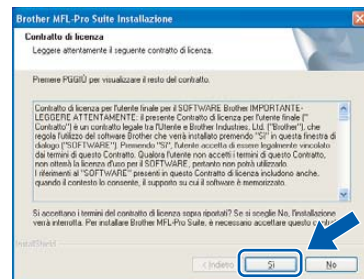 Brother MFL-Pro Suite Installazione
Contratto di licenza
Leggere attentamente il seguente contratto di licenza.
Premere PGGIÙ per visualizzare il resto del contratto.
Contratto di licenza per l'utente finale per il SOFTWARE Brother IMPORTANTE-
LEGGERE ATTENTAMENTE: il presente Contratto di licenza per l'utente finale ("
Contratto") è un contratto legale tra l'Utente e Brother Industries, Ltd. ("Brother"), che
regola l'utilizzo del software Brother che verrà installato premendo "SI" in questa finestra di
dialogo ("SOFTWARE"). Premendo "SI", l'utente accetta di essere legalmente vincolato
dai termini di questo Contratto. Qualora l'utente non accetti i termini di questo Contratto,
non otterrà la licenza d'uso per il SOFTWARE, pertanto non potrà utilizzarlo.
I riferimenti al "SOFTWARE" presenti in questo Contratto di licenza includono anche,
quando il contesto lo consente, il supporto su cui il software è memorizzato.
Si accettano i termini del contratto di licenza sopra riportati? Se si sceglie No, l'installazione
verrà interrotta. Per installare Brother MFL-Pro Suite, è necessario accettare questo
InstallShield
< Indietro
Sì
No